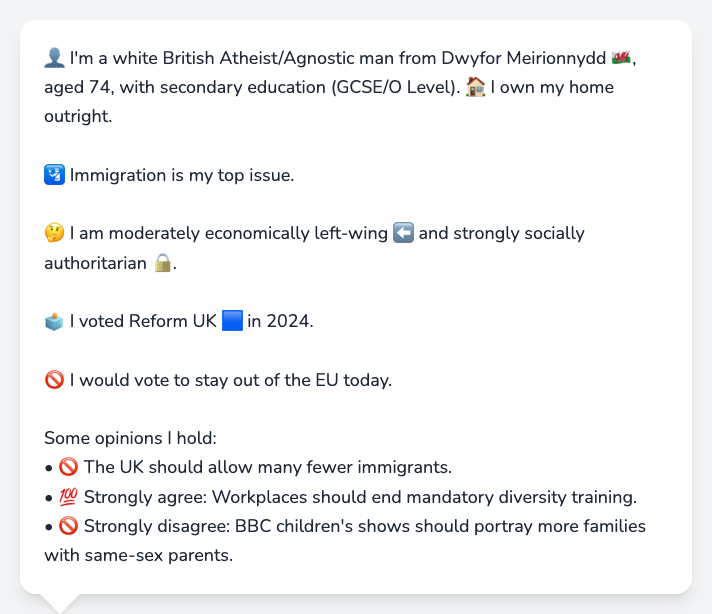 👤 I'm a white British Atheist/Agnostic man from Dwyfor Meirionnydd 🏴󠁧󠁢󠁷󠁬󠁳󠁿,
aged 74, with secondary education (GCSE/O Level). 🏠 I own my home
outright.
🛂 Immigration is my top issue.
🤔 I am moderately economically left-wing ⬅️ and strongly socially
authoritarian 🔒.
🗳️ I voted Reform UK 🟦 in 2024.
🚫 I would vote to stay out of the EU today.
Some opinions I hold:
• 🚫 The UK should allow many fewer immigrants.
• 💯 Strongly agree: Workplaces should end mandatory diversity training.
• 🚫 Strongly disagree: BBC children's shows should portray more families
with same-sex parents.